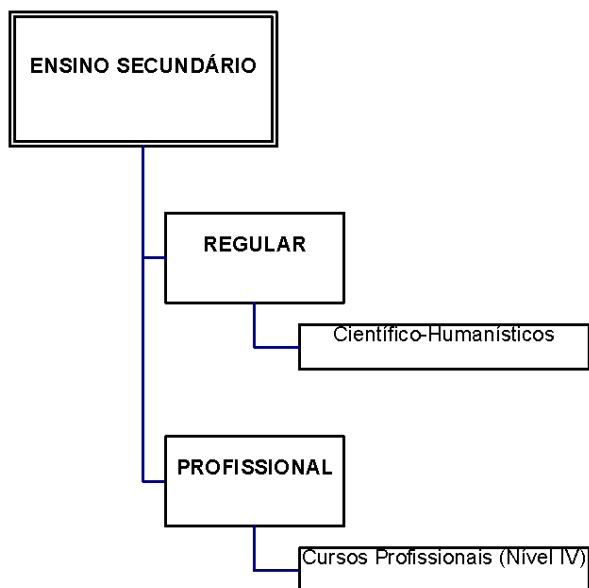 ENSINO SECUNDÁRIO
REGULAR
Científico-Humanísticos
PROFISSIONAL
Cursos Profissionais (Nível IV)